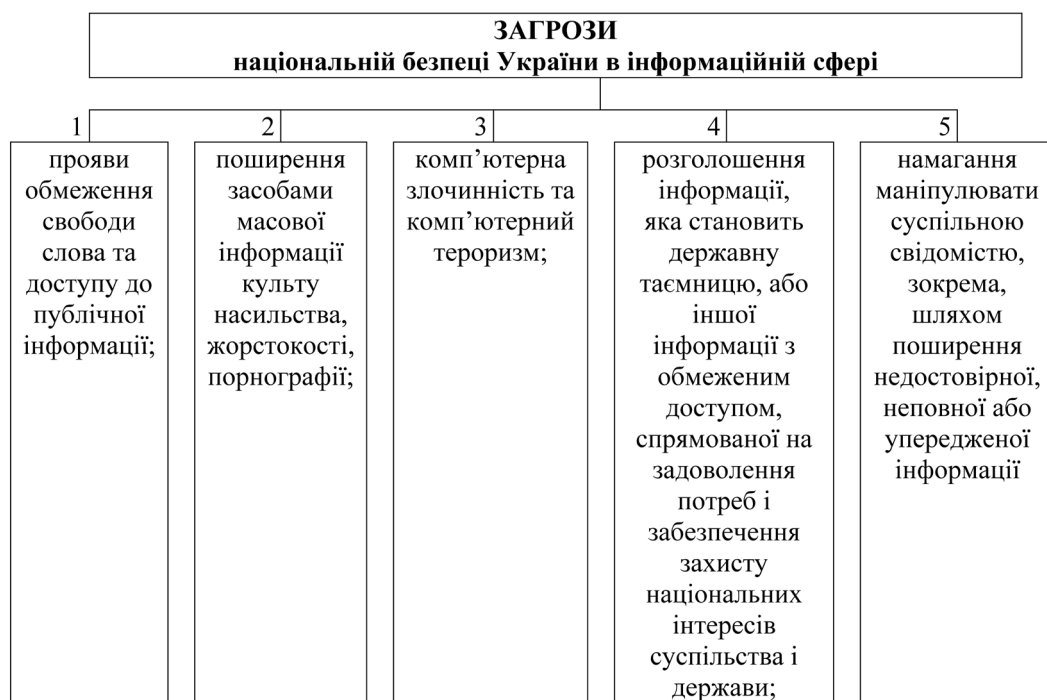 ЗАГРОЗИ
національній безпеці України в інформаційній сфері
1
прояви
обмеження
свободи
слова та
доступу до
публічної
інформації;
2
поширення
засобами
масової
інформації
культу
насильства,
жорстокості,
порнографії;
3
комп’ютерна
злочинність та
комп’ютерний
тероризм;
4
розголошення
інформації,
яка становить
державну
таємницю, або
іншої
інформації з
обмеженим
доступом,
спрямованої на
задоволення
потреб і
забезпечення
захисту
національних
інтересів
суспільства і
держави;
5
намагання
маніпулювати
суспільною
свідомістю,
зокрема,
шляхом
поширення
недостовірної,
неповної або
упередженої
інформації